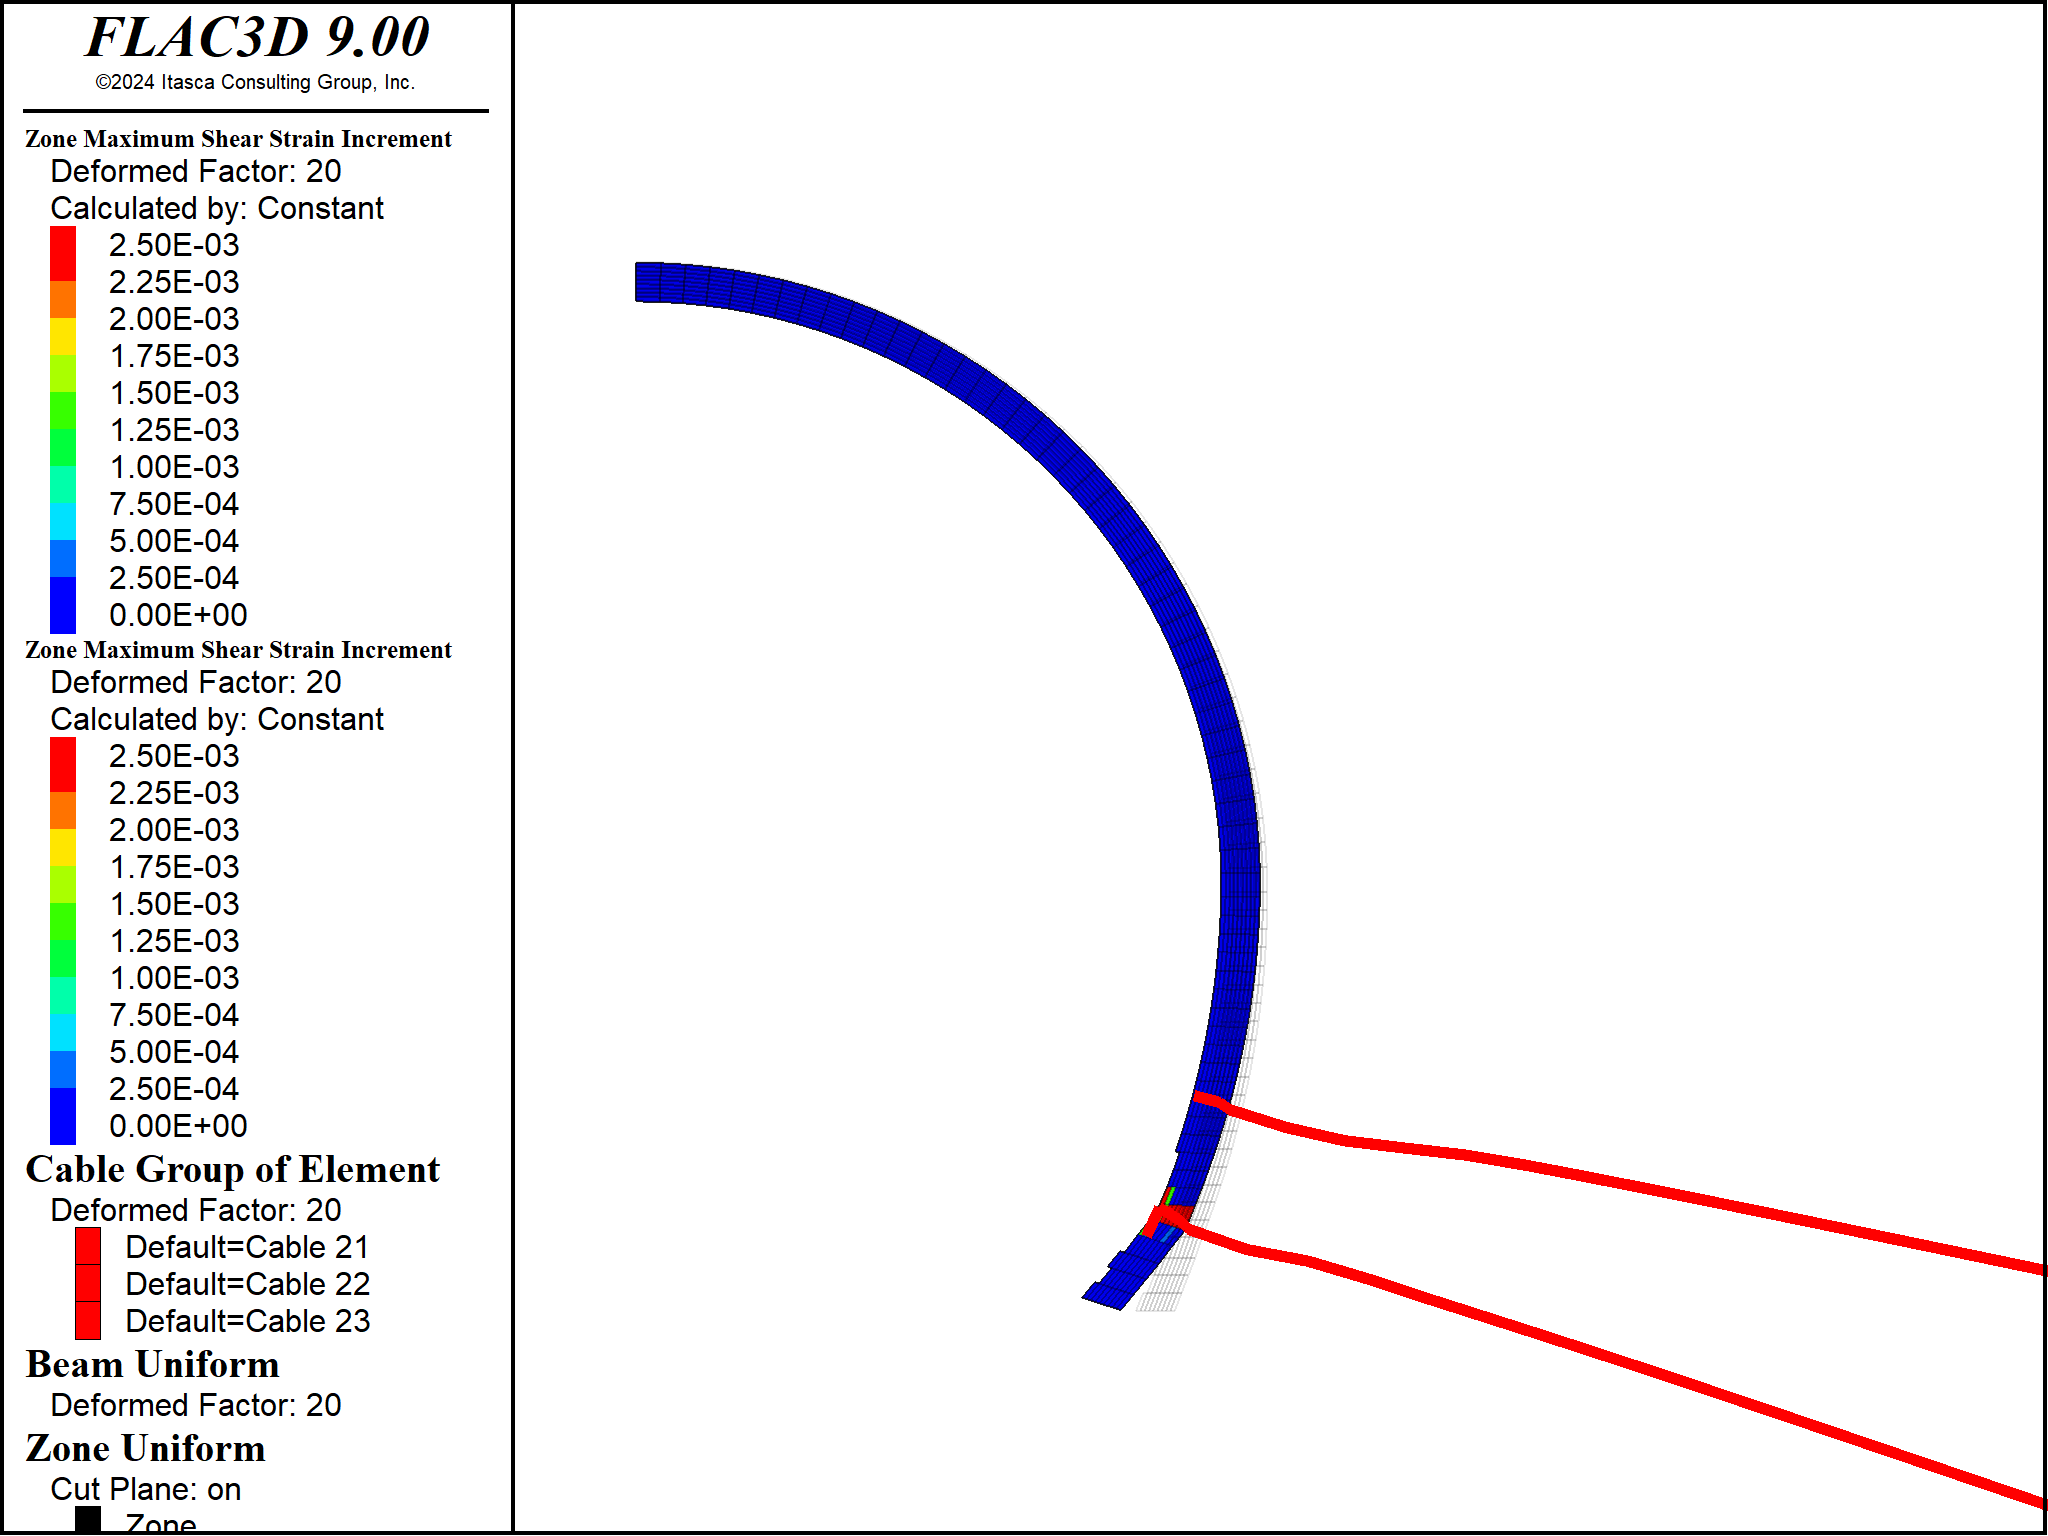 FLAC3D 9.00
©2024 Itasca Consulting Group, Inc.
Zone Maximum Shear Strain Increment
Deformed Factor: 20
Calculated by: Constant
2.50E-03
2.25E-03
2.00E-03
1.75E-03
1.50E-03
1.25E-03
1.00E-03
7.50E-04
5.00E-04
2.50E-04
0.00E+00
Zone Maximum Shear Strain Increment
Deformed Factor: 20
Calculated by: Constant
2.50E-03
2.25E-03
2.00E-03
1.75E-03
1.50E-03
1.25E-03
1.00E-03
7.50E-04
5.00E-04
2.50E-04
0.00E+00
Cable Group of Element
Deformed Factor: 20
Default=Cable 21
Default=Cable 22
Default=Cable 23
Beam Uniform
Deformed Factor: 20
Zone Uniform
Cut Plane: on
Zone